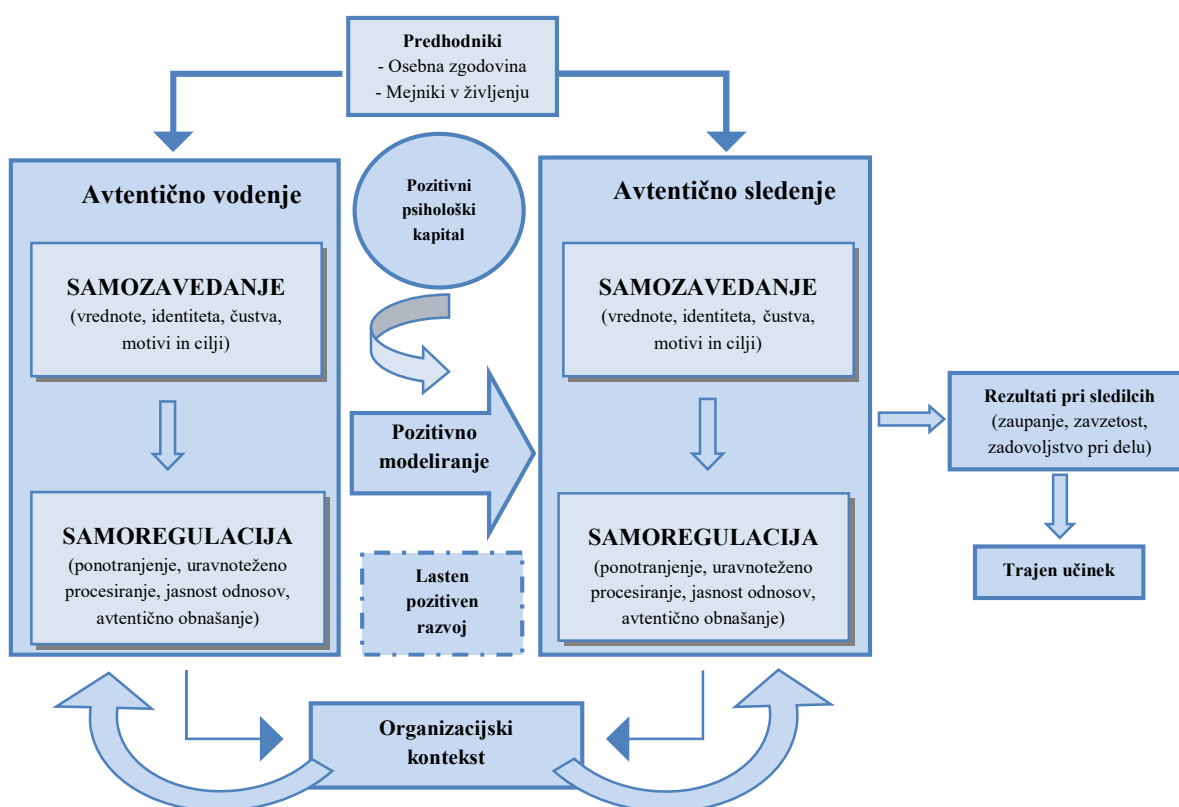 Predhodniki
- Osebna zgodovina
- Mejniki v življenju
Avtentično vodenje
SAMOZAVEDANJE
(vrednote, identiteta, čustva,
motivi in cilji)
SAMOREGULACIJA
(ponotranjenje, uravnoteženo
procesiranje, jasnost odnosov,
avtentično obnašanje)
Pozitivni
psihološki
kapital
Pozitivno
modeliranje
Lasten
pozitiven
razvoj
Avtentično sledenje
SAMOZAVEDANJE
(vrednote, identiteta, čustva,
motivi in cilji)
SAMOREGULACIJA
(ponotranjenje, uravnoteženo
procesiranje, jasnost odnosov,
avtentično obnašanje)
Rezultati pri sledilcih
(zaupanje, zavzetost,
zadovoljstvo pri delu)
Trajen učinek
Organizacijski
kontekst